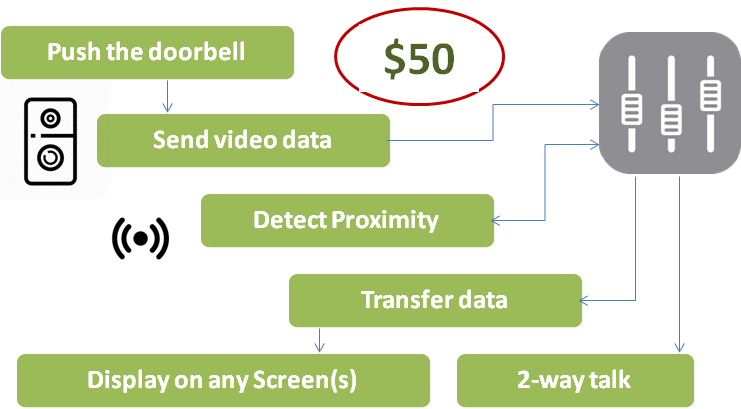 Push the doorbell
$50
Send video data
Detect Proximity
Transfer data
Display on any Screen(s)
2-way talk